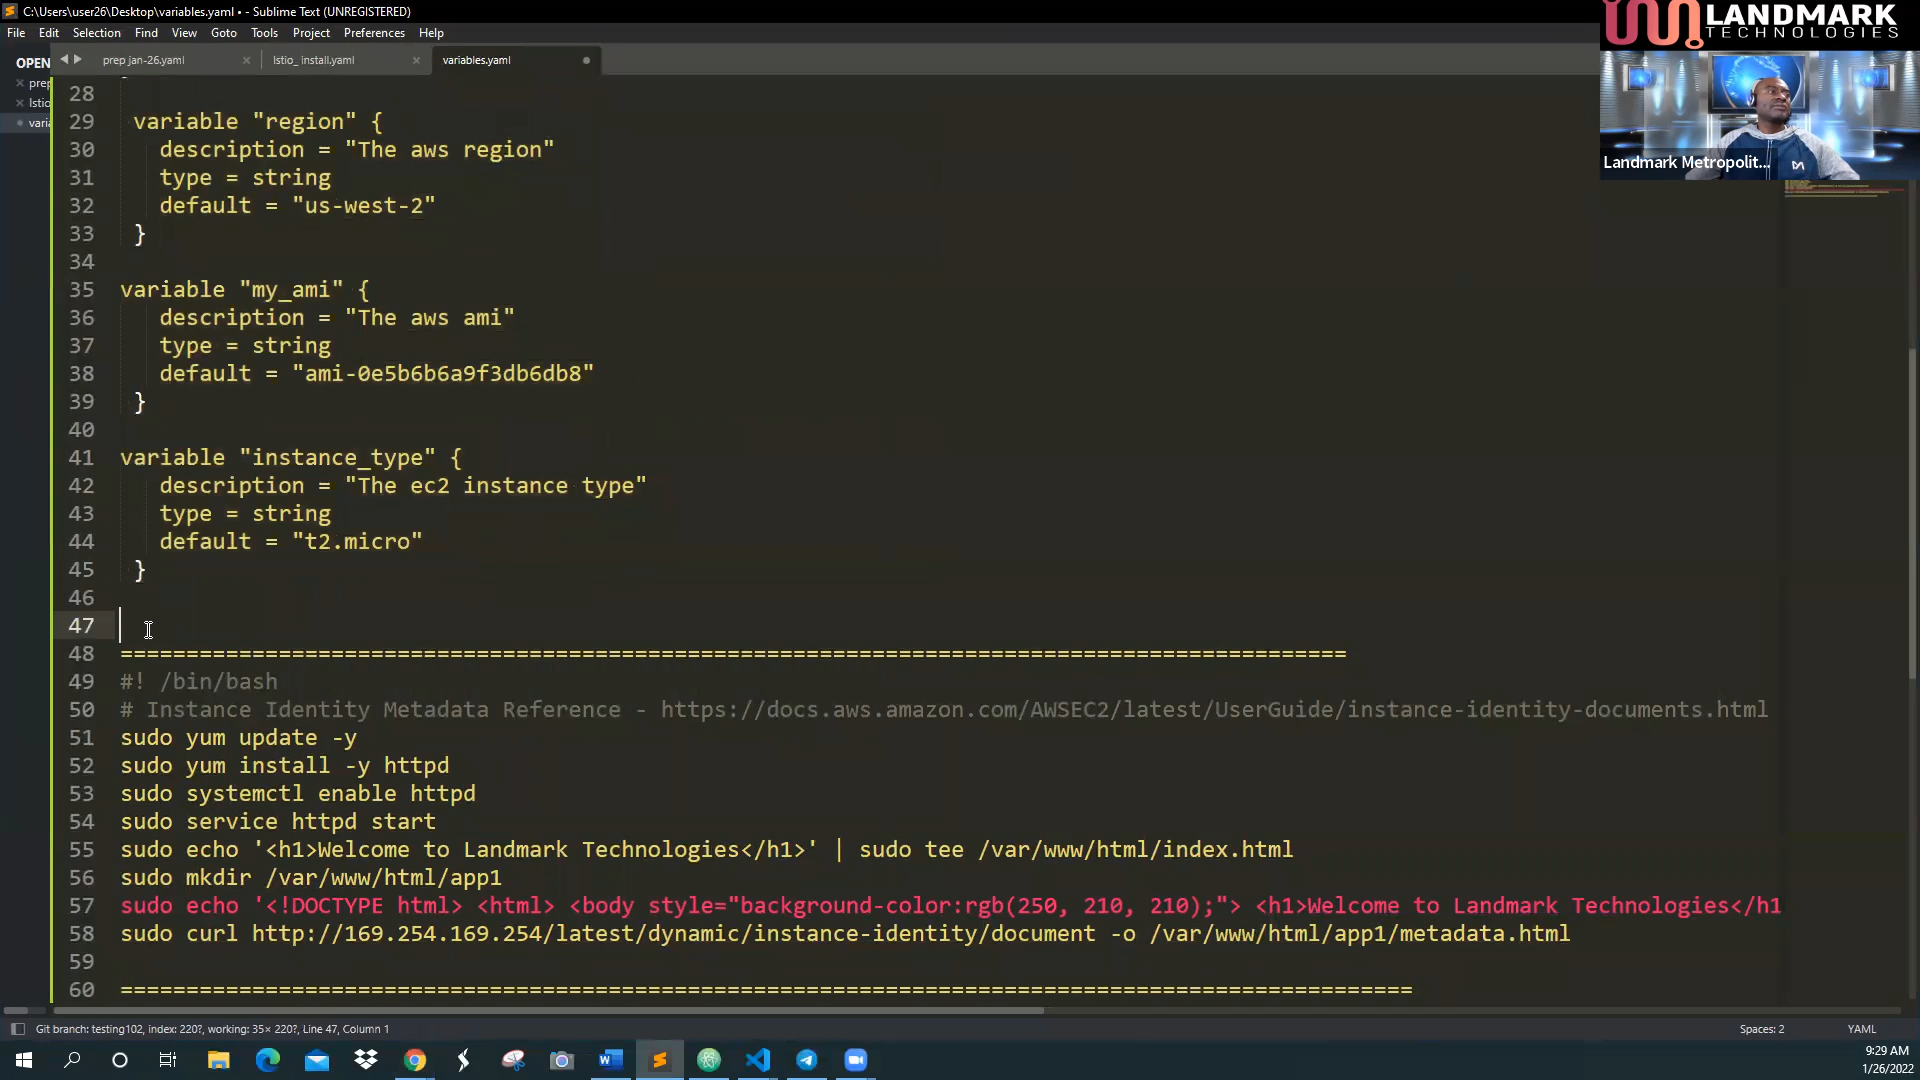 C:\Users\user26\Desktop\variables.yaml • - Sublime Text (UNREGISTERED)
File Edit Selection Find View Goto Tools Project Preferences Help
LANDMARK
TECHNOLOGIES
OPEN
prep jan-26.yaml
Istio_ install.yaml
variables.yaml
prep
Istio
varia
Landmark Metropolit...
28
29 variable "region" {
30 description = "The aws region"
31 type = string
32 default = "us-west-2"
33 }
34
35 variable "my_ami" {
36 description = "The aws ami"
37 type = string
38 default = "ami-0e5b6b6a9f3db6db8"
39 }
40
41 variable "instance_type" {
42 description = "The ec2 instance type"
43 type = string
44 default = "t2.micro"
45 }
46
47
48 =============================================================================================
49 #! /bin/bash
50 # Instance Identity Metadata Reference - https://docs.aws.amazon.com/AWSEC2/latest/UserGuide/instance-identity-documents.html
51 sudo yum update -y
52 sudo yum install -y httpd
53 sudo systemctl enable httpd
54 sudo service httpd start
55 sudo echo '<h1>Welcome to Landmark Technologies</h1>' | sudo tee /var/www/html/index.html
56 sudo mkdir /var/www/html/app1
57 sudo echo '<!DOCTYPE html> <html> <body style="background-color:rgb(250, 210, 210);"> <h1>Welcome to Landmark Technologies</h1
58 sudo curl http://169.254.169.254/latest/dynamic/instance-identity/document -o /var/www/html/app1/metadata.html
59
60 ==================================================================================================
Git branch: testing102, index: 220?, working: 35× 220?, Line 47, Column 1
Spaces: 2
YAML
9:29 AM
1/26/2022